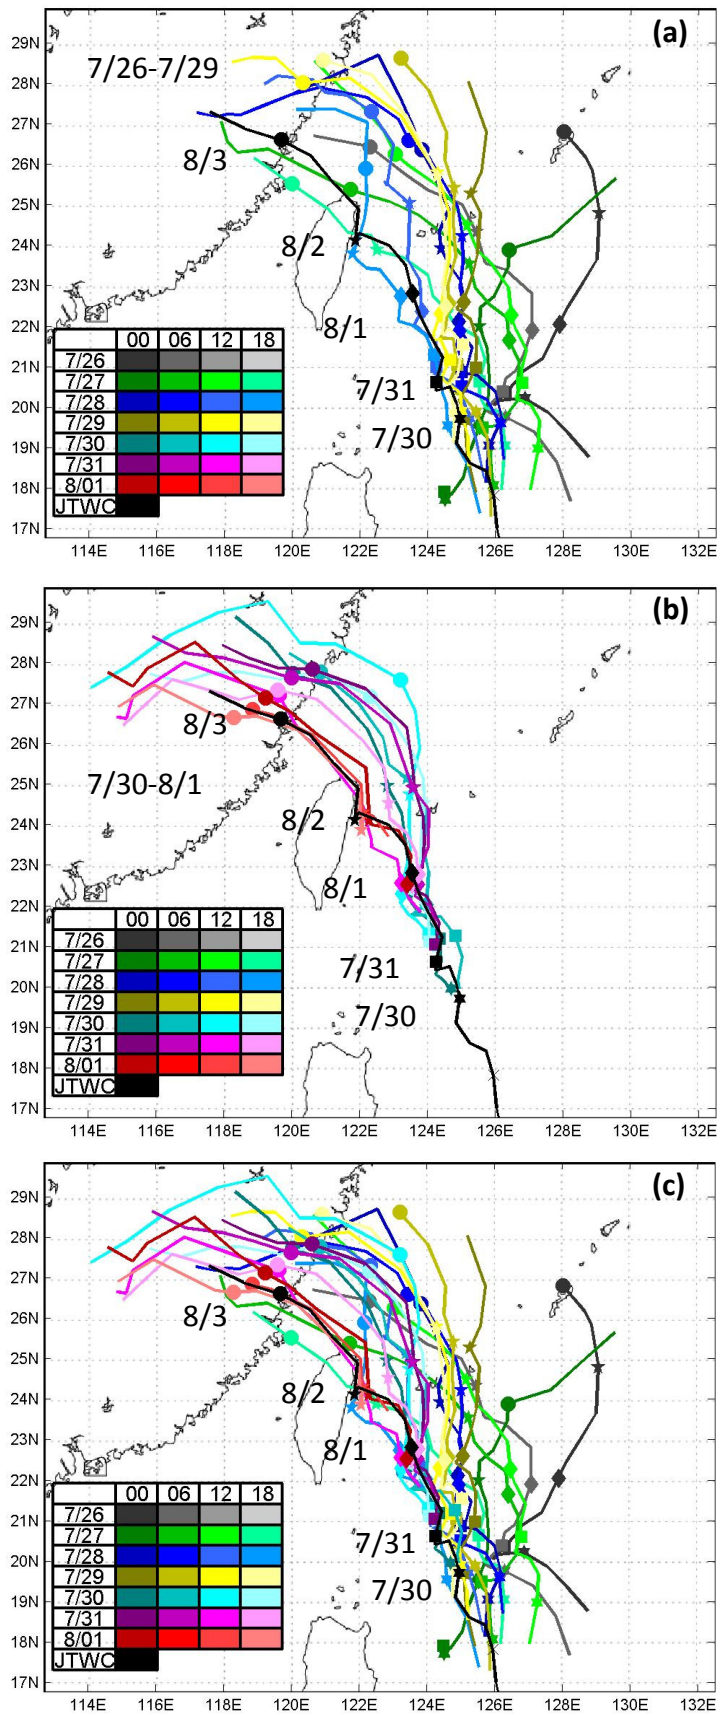 (a)
29N
28N
27N
26N
25N
24N
23N
22N
21N
20N
19N
18N
17N
7/26-7/29
8/3
8/2
8/1
7/31
7/30
00 06 12 18
7/26
7/27
7/28
7/29
7/30
7/31
8/01
JTWC
114E 116E 118E 120E 122E 124E 126E 128E 130E 132E
(b)
29N
28N
27N
26N
25N
24N
23N
22N
21N
20N
19N
18N
17N
8/3
7/30-8/1
8/2
8/1
7/31
7/30
00 06 12 18
7/26
7/27
7/28
7/29
7/30
7/31
8/01
JTWC
114E 116E 118E 120E 122E 124E 126E 128E 130E 132E
(c)
29N
28N
27N
26N
25N
24N
23N
22N
21N
20N
19N
18N
17N
8/3
8/2
8/1
7/31
7/30
00 06 12 18
7/26
7/27
7/28
7/29
7/30
7/31
8/01
JTWC
114E 116E 118E 120E 122E 124E 126E 128E 130E 132E